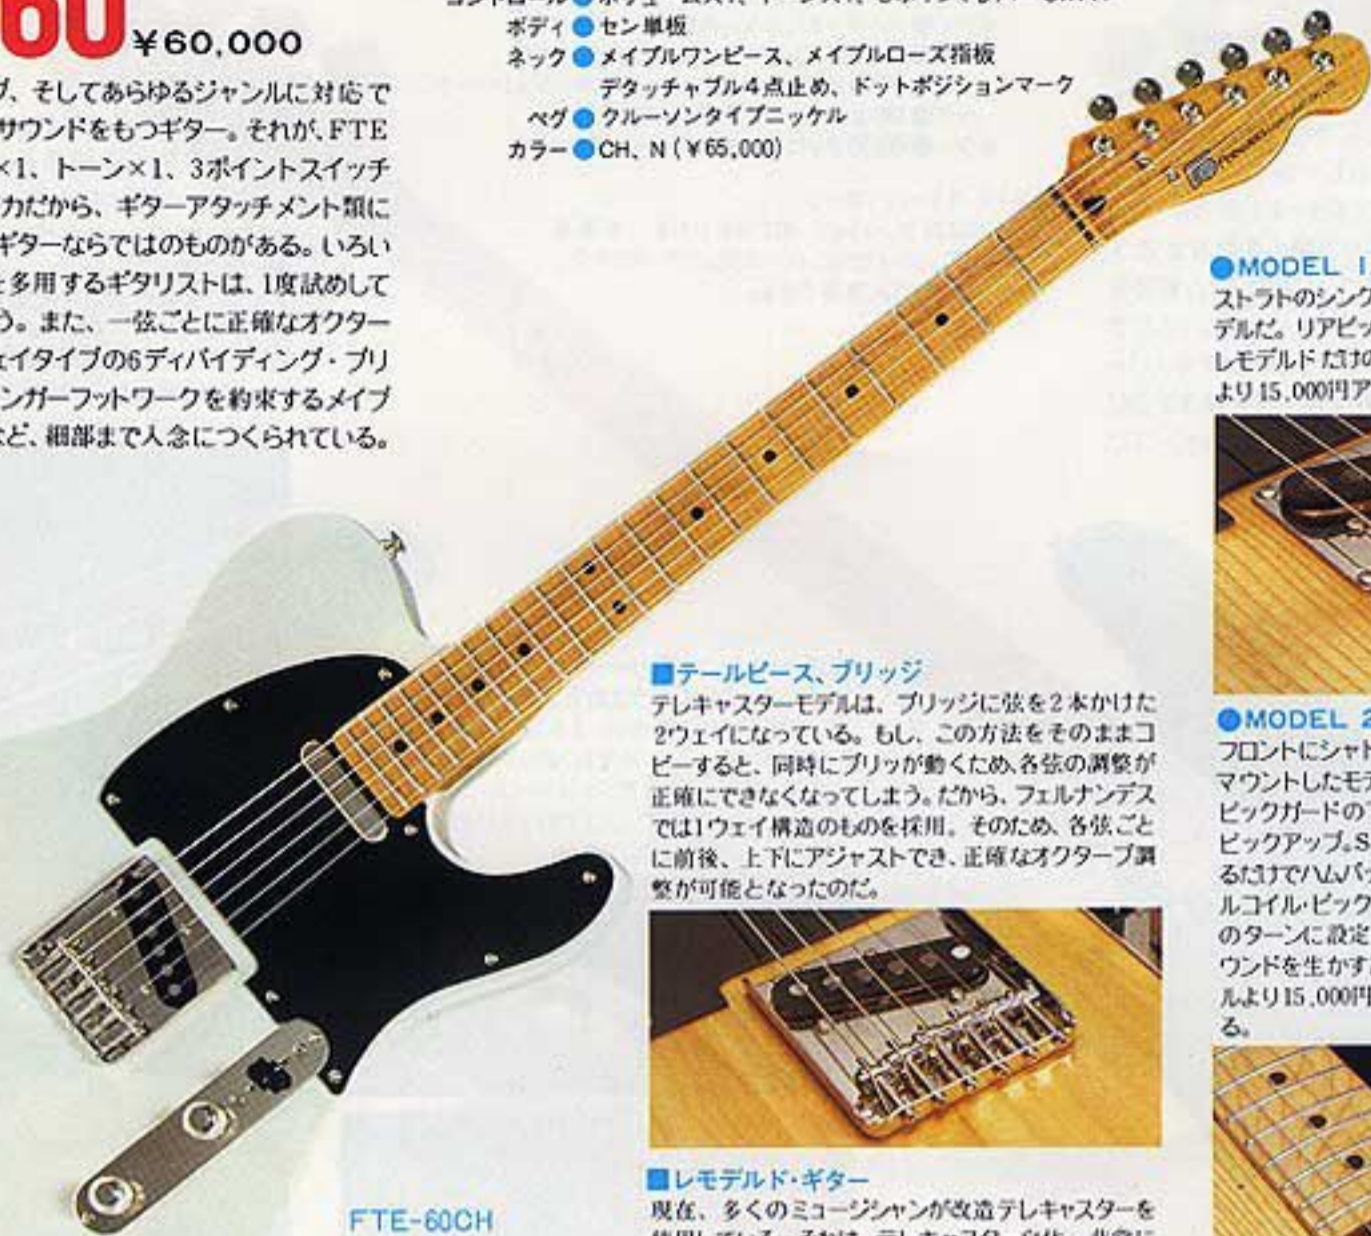 60 ¥60,000
ブ、そしてあらゆるジャンルに対応で
サウンドをもつギター。それが、FTE
×1、トーン×1、3ポイントスイッチ
力だから、ギターアタッチメント類に
ギターならではのものがある。いろい
を多用するギタリストは、1度試めして
う。また、一弦ごとに正確なオクター
ェイタイプの6ディバイディング・ブリ
ンガーフットワークを約束するメイプ
など、細部まで入念につくられている。
ボディ●セン単板
ネック●メイプルワンピース、メイプルローズ指板
デタッチャブル4点止め、ドットポジションマーク
ペグ●クルーソンタイプニッケル
カラー●CH、N(¥65,000)
FTE-60CH
■テールピース、ブリッジ
テレキャスターモデルは、ブリッジに弦を2本かけた
2ウェイになっている。もし、この方法をそのままコ
ピーすると、同時にブリッが動くため、各弦の調整が
正確にできなくなってしまう。だから、フェルナンデス
では1ウェイ構造のものを採用。そのため、各弦ごと
に前後、上下にアジャストでき、正確なオクターブ調
整が可能となったのだ。
■レモデルド・ギター
現在、多くのミュージシャンが改造テレキャスターを
●MODEL
ストラトのシング
デルだ。リアピッ
レモデルドだけの
より15,000円ア
●MODEL 2
フロントにシャド
マウントしたモデ
ピックガードの
ピックアップ。S
るだけでハムバッ
ルコイル・ピック
のターンに設定
ウンドを生かす
ルより15,000円
る。